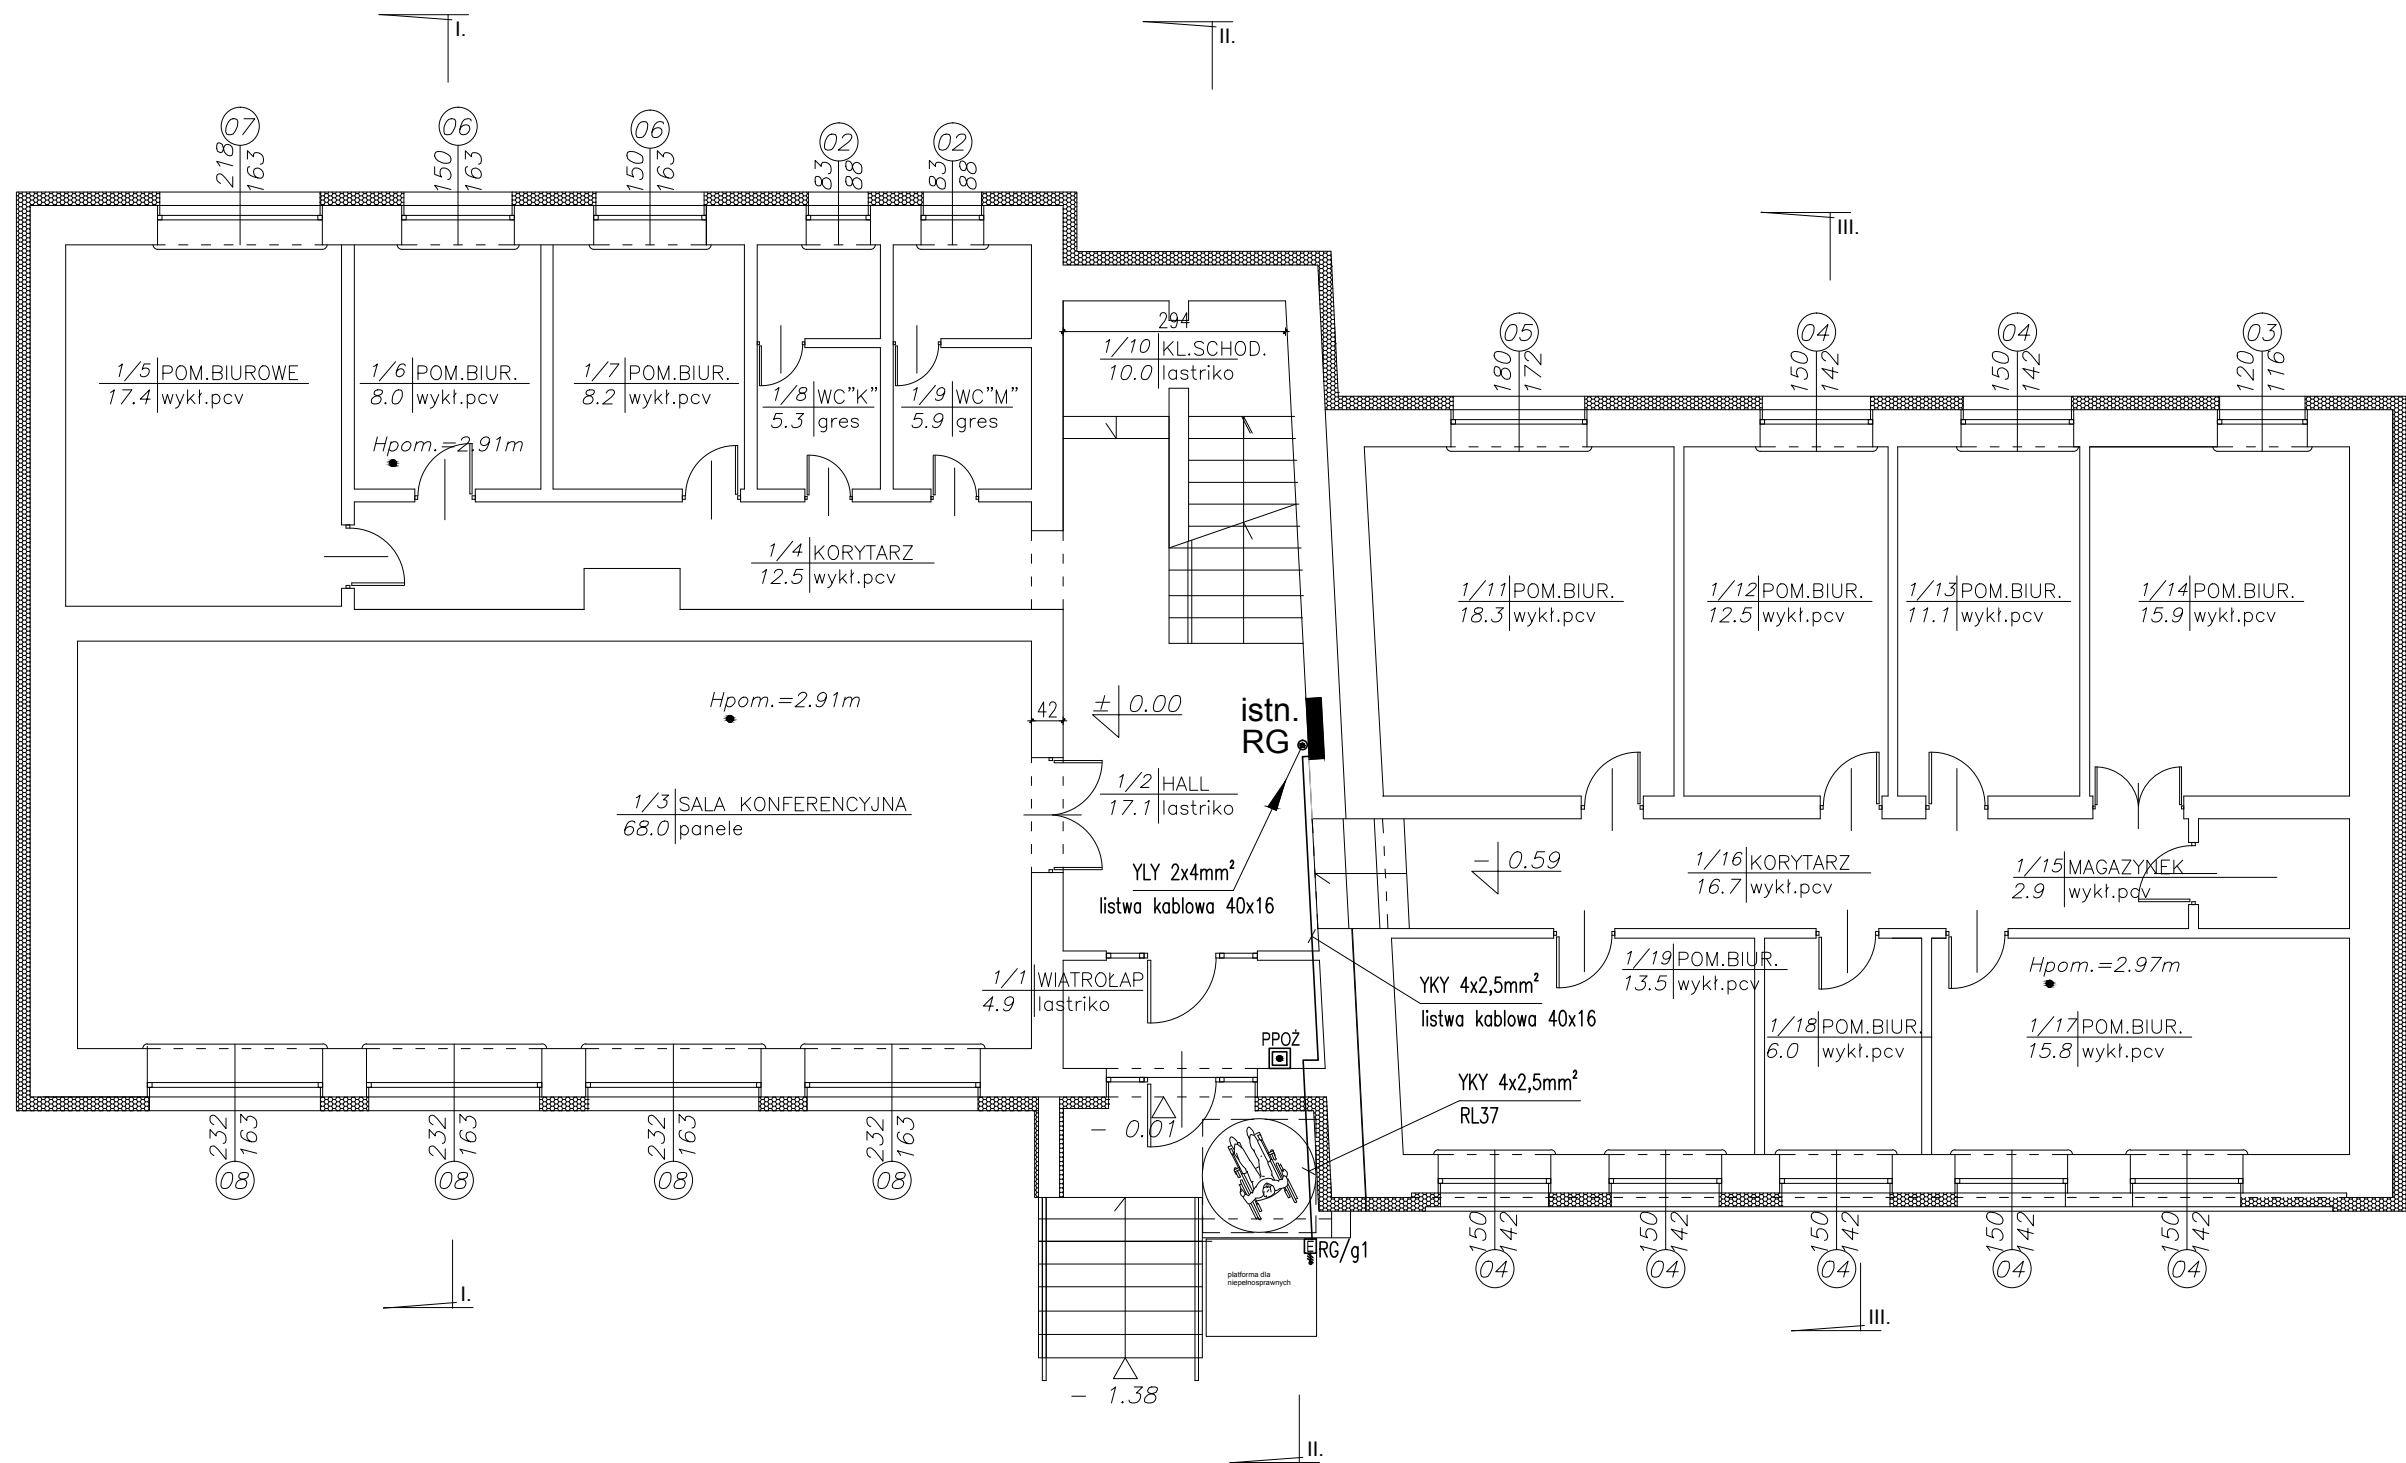 I.
II.
07
218
163
06
150
163
06
150
163
02
83
88
02
83
88
III.
05
180
172
04
150
142
04
150
142
03
120
116
1/5 POM.BIUROWE
17.4 wykł.pcv
1/6 POM.BIUR.
8.0 wykł.pcv
Hpom.=2.91m
1/7 POM.BIUR.
8.2 wykł.pcv
1/8 WC"K"
5.3 gres
1/9 WC"M"
5.9 gres
294
1/10 KL.SCHOD.
10.0 lastriko
1/4 KORYTARZ
12.5 wykł.pcv
1/11 POM.BIUR.
18.3 wykł.pcv
1/12 POM.BIUR.
12.5 wykł.pcv
1/13 POM.BIUR.
11.1 wykł.pcv
1/14 POM.BIUR.
15.9 wykł.pcv
Hpom.=2.91m
42
± 0.00
istn.
RG
1/3 SALA KONFERENCYJNA
68.0 panele
1/2 HALL
17.1 lastriko
YLY 2x4mm²
listwa kablowa 40x16
- 0.59
1/16 KORYTARZ
16.7 wykł.pcv
1/15 MAGAZYNEK
2.9 wykł.pcv
1/1 WIATROŁAP
4.9 lastriko
YKY 4x2,5mm²
listwa kablowa 40x16
1/19 POM.BIUR.
13.5 wykł.pcv
Hpom.=2.97m
1/18 POM.BIUR.
6.0 wykł.pcv
1/17 POM.BIUR.
15.8 wykł.pcv
PPOŻ
YKY 4x2,5mm²
RL37
- 0.01
232
163
08
232
163
08
232
163
08
232
163
08
E RG/g1
platforma dla
niepełnosprawnych
150
142
04
150
142
04
150
142
04
150
142
04
150
142
04
I.
III.
- 1.38
II.